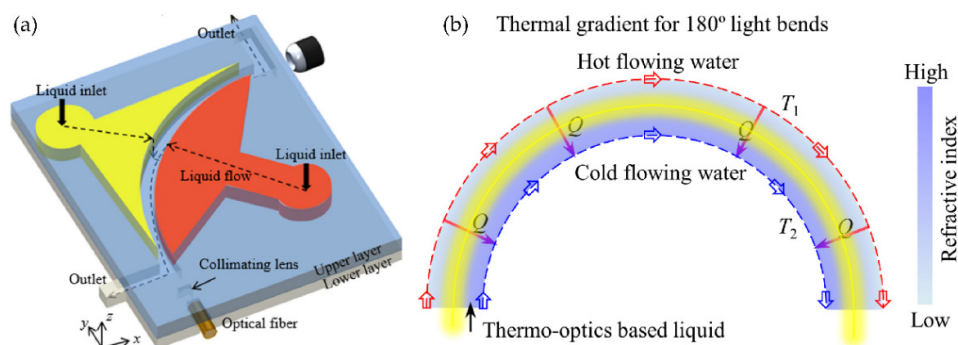 (a)
Outlet
Liquid inlet
Liquid inlet
Liquid flow
Collimating lens
Upper layer
Lower layer
Outlet
Optical fiber
y z x
(b) Thermal gradient for 180º light bends
Hot flowing water
T1
Q
Q
Cold flowing water
Q
T2
Q
Thermo-optics based liquid
High
Refractive index
Low